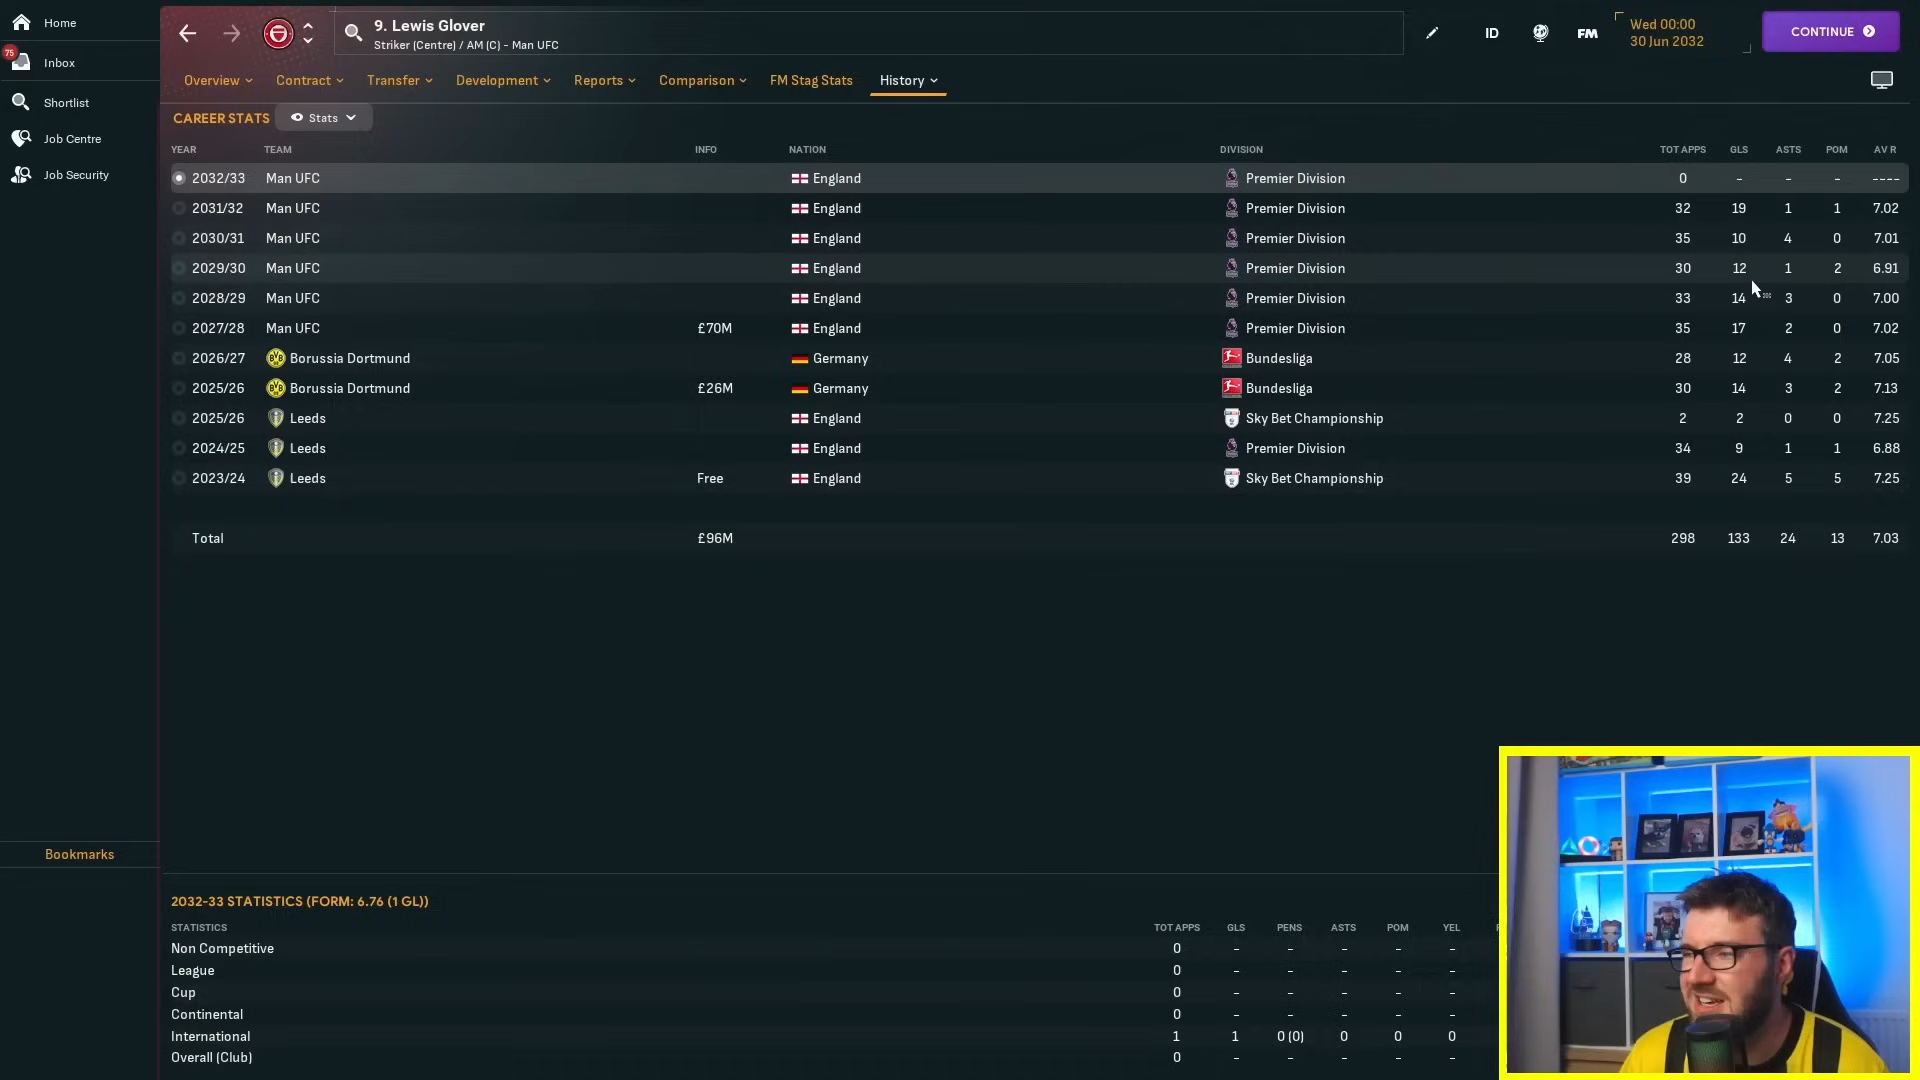 Home
75
Inbox
Shortlist
Job Centre
Job Security
Bookmarks
9. Lewis Glover
Striker (Centre) / AM (C) - Man UFC
ID
FM
Wed 00:00
30 Jun 2032
CONTINUE
Overview Contract Transfer Development Reports Comparison FM Stag Stats History
CAREER STATS Stats
YEAR TEAM INFO NATION DIVISION TOT APPS GLS ASTS POM AV R
2032/33 Man UFC England Premier Division 0 - - - ----
2031/32 Man UFC England Premier Division 32 19 1 1 7.02
2030/31 Man UFC England Premier Division 35 10 4 0 7.01
2029/30 Man UFC England Premier Division 30 12 1 2 6.91
2028/29 Man UFC England Premier Division 33 14 3 0 7.00
2027/28 Man UFC £70M England Premier Division 35 17 2 0 7.02
2026/27 Borussia Dortmund Germany Bundesliga 28 12 4 2 7.05
2025/26 Borussia Dortmund £26M Germany Bundesliga 30 14 3 2 7.13
2025/26 Leeds England Sky Bet Championship 2 2 0 0 7.25
2024/25 Leeds England Premier Division 34 9 1 1 6.88
2023/24 Leeds Free England Sky Bet Championship 39 24 5 5 7.25
Total £96M 298 133 24 13 7.03
2032-33 STATISTICS (FORM: 6.76 (1 GL))
STATISTICS TOT APPS GLS PENS ASTS POM YEL
Non Competitive 0 - - - - -
League 0 - - - - -
Cup 0 - - - - -
Continental 0 - - - - -
International 1 1 0 (0) 0 0 0
Overall (Club) 0 - - - - -